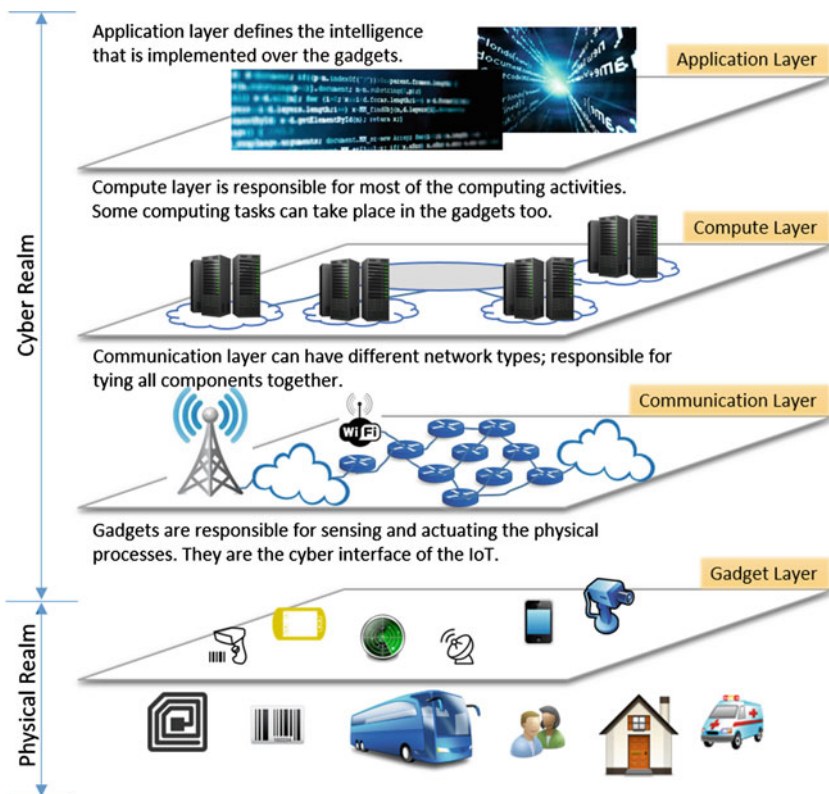 Application layer defines the intelligence
that is implemented over the gadgets.
Application Layer
Compute layer is responsible for most of the computing activities.
Some computing tasks can take place in the gadgets too.
Compute Layer
Cyber Realm
Communication layer can have different network types; responsible for
tying all components together.
Communication Layer
WiFi
Gadgets are responsible for sensing and actuating the physical
processes. They are the cyber interface of the IoT.
Gadget Layer
Physical Realm